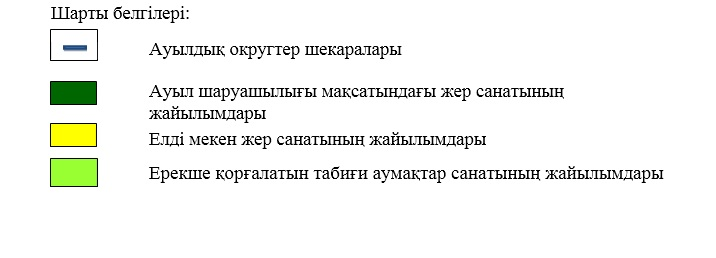 Шарты белгілері:
Ауылдық округтер шекаралары
Ауыл шаруашылығы мақсатындағы жер санатының
жайылымдары
Елді мекен жер санатының жайылымдары
Ерекше қорғалатын табиғи аумақтар санатының жайылымдары